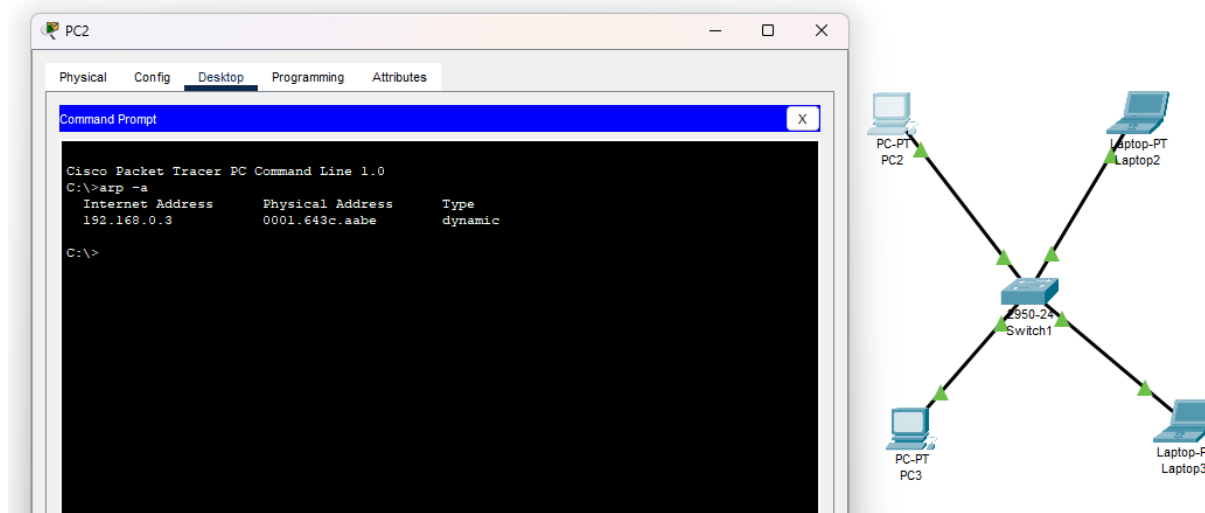 PC2
Physical Config Desktop Programming Attributes
Command Prompt
X
Cisco Packet Tracer PC Command Line 1.0
C:\>arp -a
Internet Address Physical Address Type
192.168.0.3 0001.643c.aabe dynamic
C:\>
PC-PT
PC2
Laptop-PT
Laptop2
2950-24
Switch1
PC-PT
PC3
Laptop-P
Laptop3